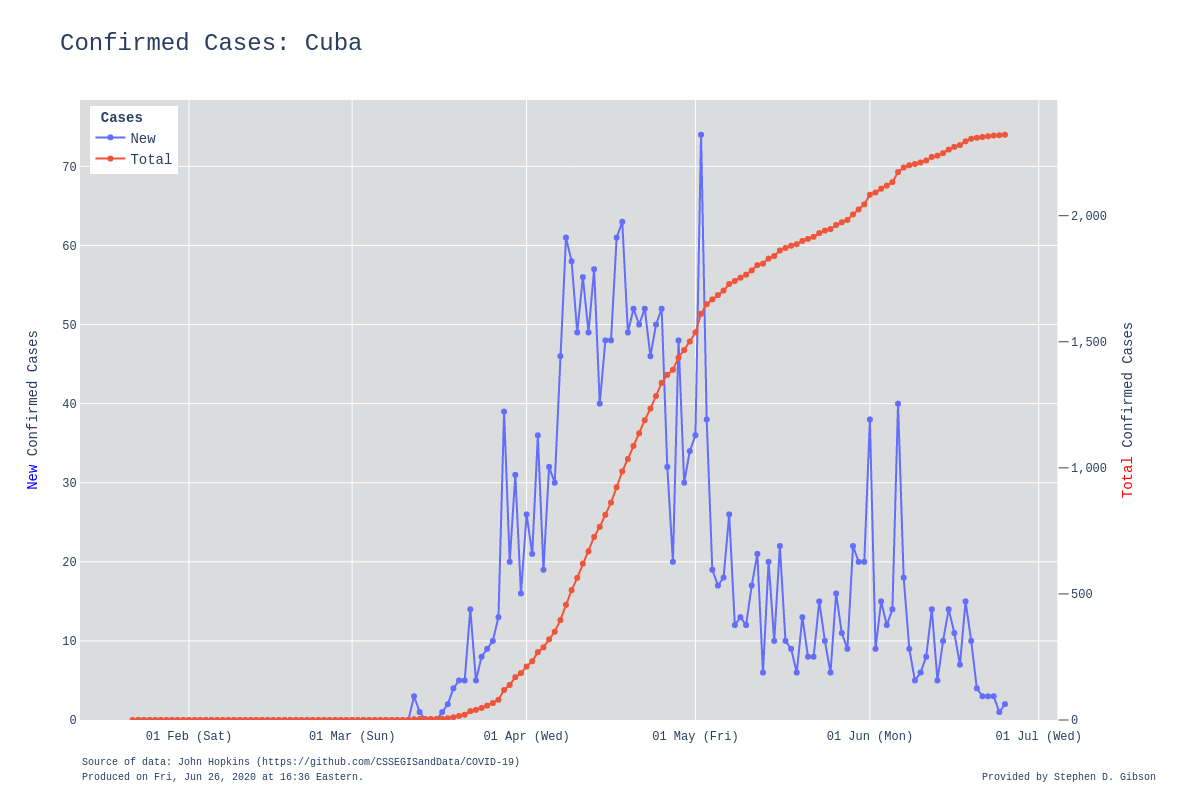 Confirmed Cases: Cuba
Cases
New
Total
70
60
50
40
30
20
10
0
New Confirmed Cases
2,000
1,500
1,000
500
0
Total Confirmed Cases
01 Feb (Sat)
01 Mar (Sun)
01 Apr (Wed)
01 May (Fri)
01 Jun (Mon)
01 Jul (Wed)
Source of data: John Hopkins (https://github.com/CSSEGISandData/COVID-19)
Produced on Fri, Jun 26, 2020 at 16:36 Eastern.
Provided by Stephen D. Gibson